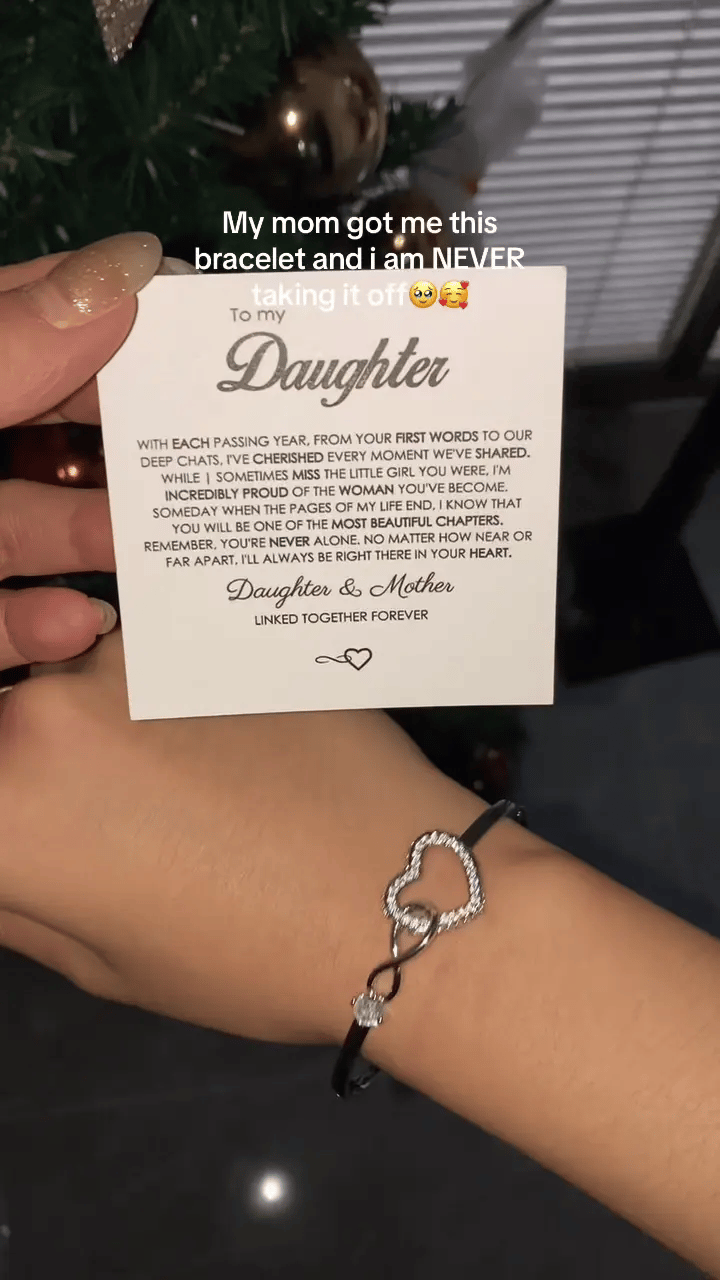 My mom got me this
bracelet and i am NEVER
taking it off🥹🥰
To my
Daughter
WITH EACH PASSING YEAR, FROM YOUR FIRST WORDS TO OUR
DEEP CHATS, I'VE CHERISHED EVERY MOMENT WE'VE SHARED.
WHILE | SOMETIMES MISS THE LITTLE GIRL YOU WERE, I'M
INCREDIBLY PROUD OF THE WOMAN YOU'VE BECOME.
SOMEDAY WHEN THE PAGES OF MY LIFE END, I KNOW THAT
YOU WILL BE ONE OF THE MOST BEAUTIFUL CHAPTERS.
REMEMBER, YOU'RE NEVER ALONE. NO MATTER HOW NEAR OR
FAR APART, I'LL ALWAYS BE RIGHT THERE IN YOUR HEART.
Daughter & Mother
LINKED TOGETHER FOREVER